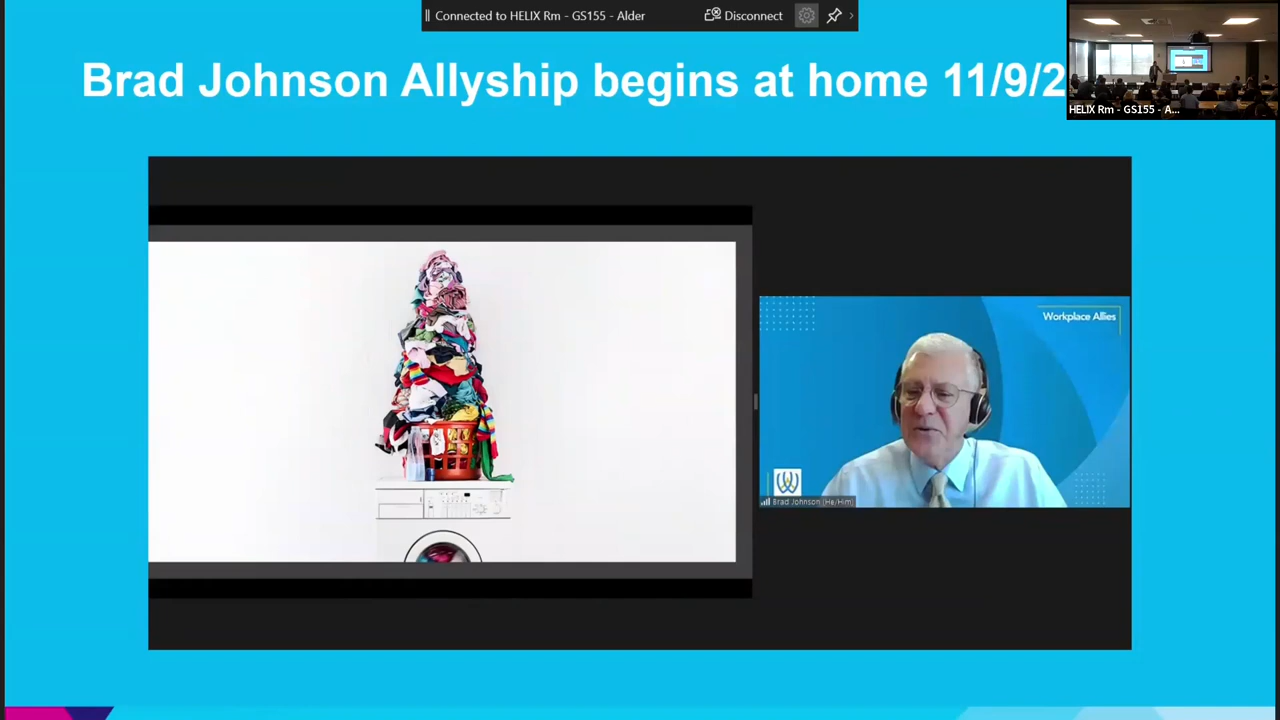 Connected to HELIX Rm - GS155 - Alder
Disconnect
Brad Johnson Allyship begins at home 11/9/2
HELIX Rm - GS155 - A...
Workplace Allies
Brad Johnson (He/Him)